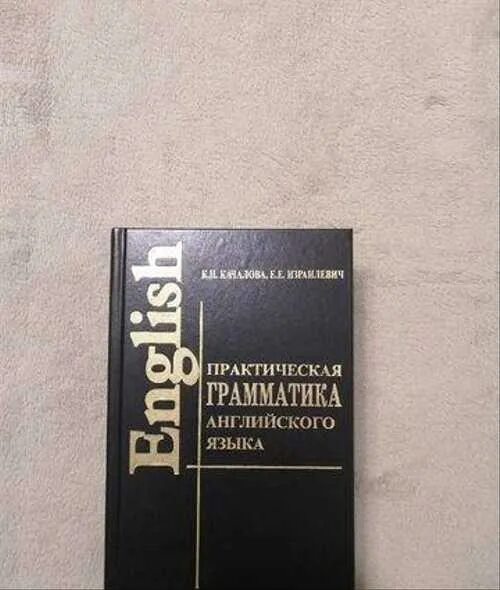 English
К.Н. КАЧАЛОВА, Е.Е. ИЗРАИЛЕВИЧ
ПРАКТИЧЕСКАЯ
ГРАММАТИКА
АНГЛИЙСКОГО
ЯЗЫКА